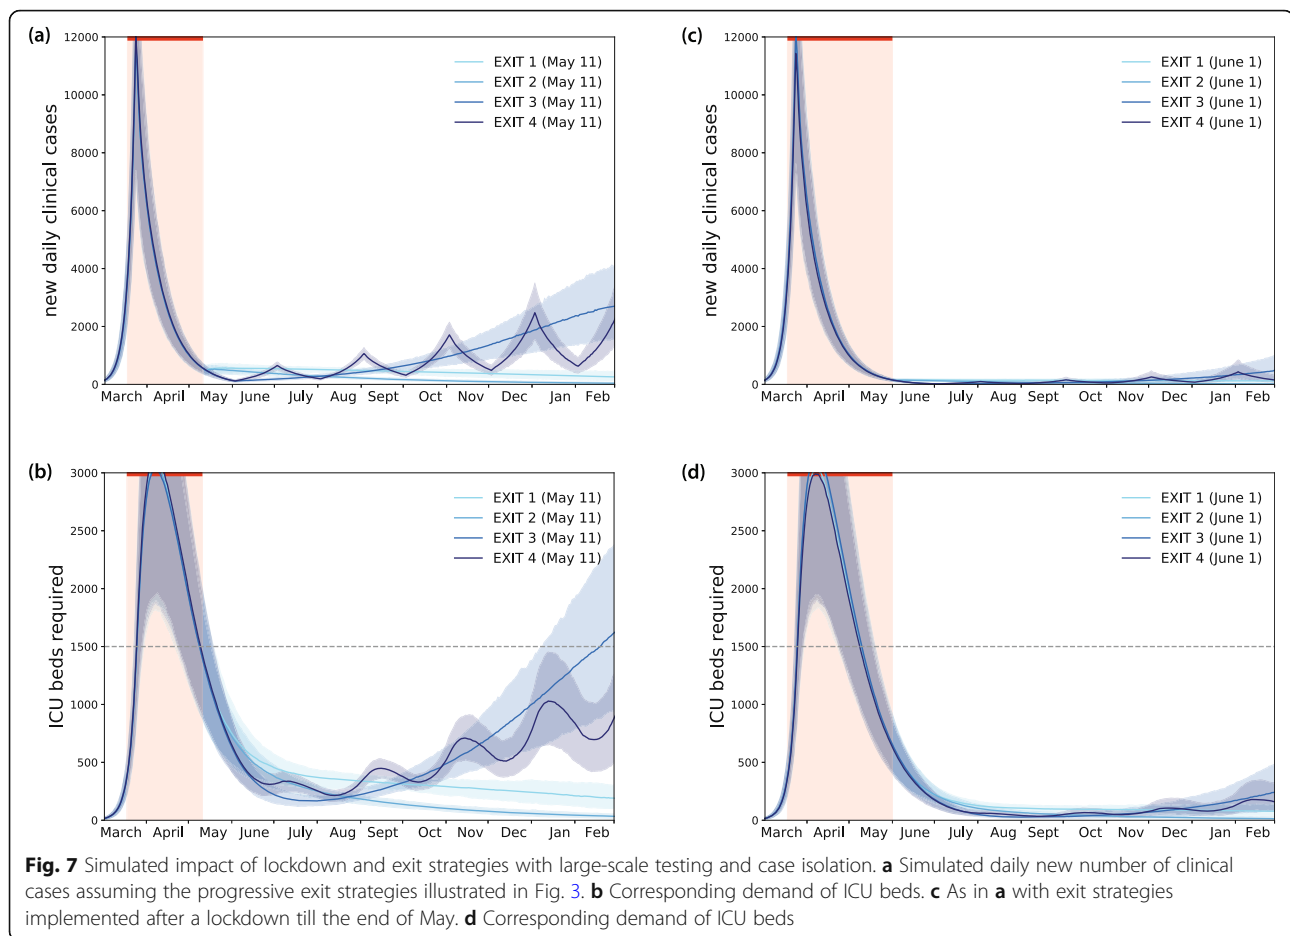 (a)
12000
10000
8000
6000
4000
2000
0
new daily clinical cases
EXIT 1 (May 11)
EXIT 2 (May 11)
EXIT 3 (May 11)
EXIT 4 (May 11)
March April May June July Aug Sept Oct Nov Dec Jan Feb
(c)
12000
10000
8000
6000
4000
2000
0
new daily clinical cases
EXIT 1 (June 1)
EXIT 2 (June 1)
EXIT 3 (June 1)
EXIT 4 (June 1)
March April May June July Aug Sept Oct Nov Dec Jan Feb
(b)
3000
2500
2000
1500
1000
500
0
ICU beds required
EXIT 1 (May 11)
EXIT 2 (May 11)
EXIT 3 (May 11)
EXIT 4 (May 11)
March April May June July Aug Sept Oct Nov Dec Jan Feb
(d)
3000
2500
2000
1500
1000
500
0
ICU beds required
EXIT 1 (June 1)
EXIT 2 (June 1)
EXIT 3 (June 1)
EXIT 4 (June 1)
March April May June July Aug Sept Oct Nov Dec Jan Feb
Fig. 7 Simulated impact of lockdown and exit strategies with large-scale testing and case isolation. a Simulated daily new number of clinical
cases assuming the progressive exit strategies illustrated in Fig. 3. b Corresponding demand of ICU beds. c As in a with exit strategies
implemented after a lockdown till the end of May. d Corresponding demand of ICU beds